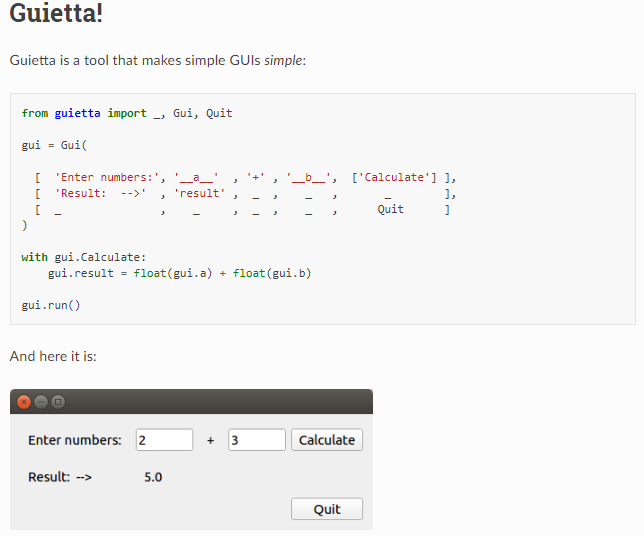 Guietta!
Guietta is a tool that makes simple GUIs simple:
from guietta import _, Gui, Quit
gui = Gui(
[ 'Enter numbers:', '__a__' , '+' , '__b__', ['Calculate'] ],
[ 'Result: -->' , 'result' , _ , _ , _ ],
[ _ , _ , _ , _ , Quit ]
)
with gui.Calculate:
gui.result = float(gui.a) + float(gui.b)
gui.run()
And here it is:
Enter numbers: 2 + 3 Calculate
Result: --> 5.0
Quit